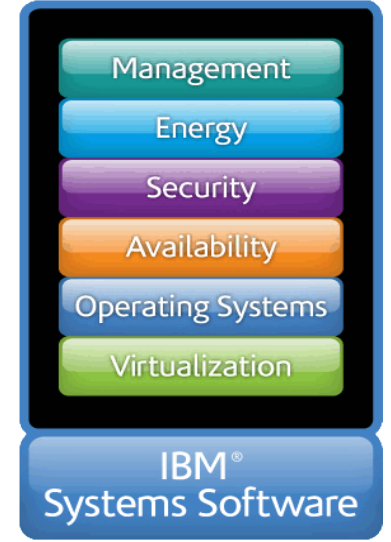 Management
Energy
Security
Availability
Operating Systems
Virtualization
IBM®
Systems Software